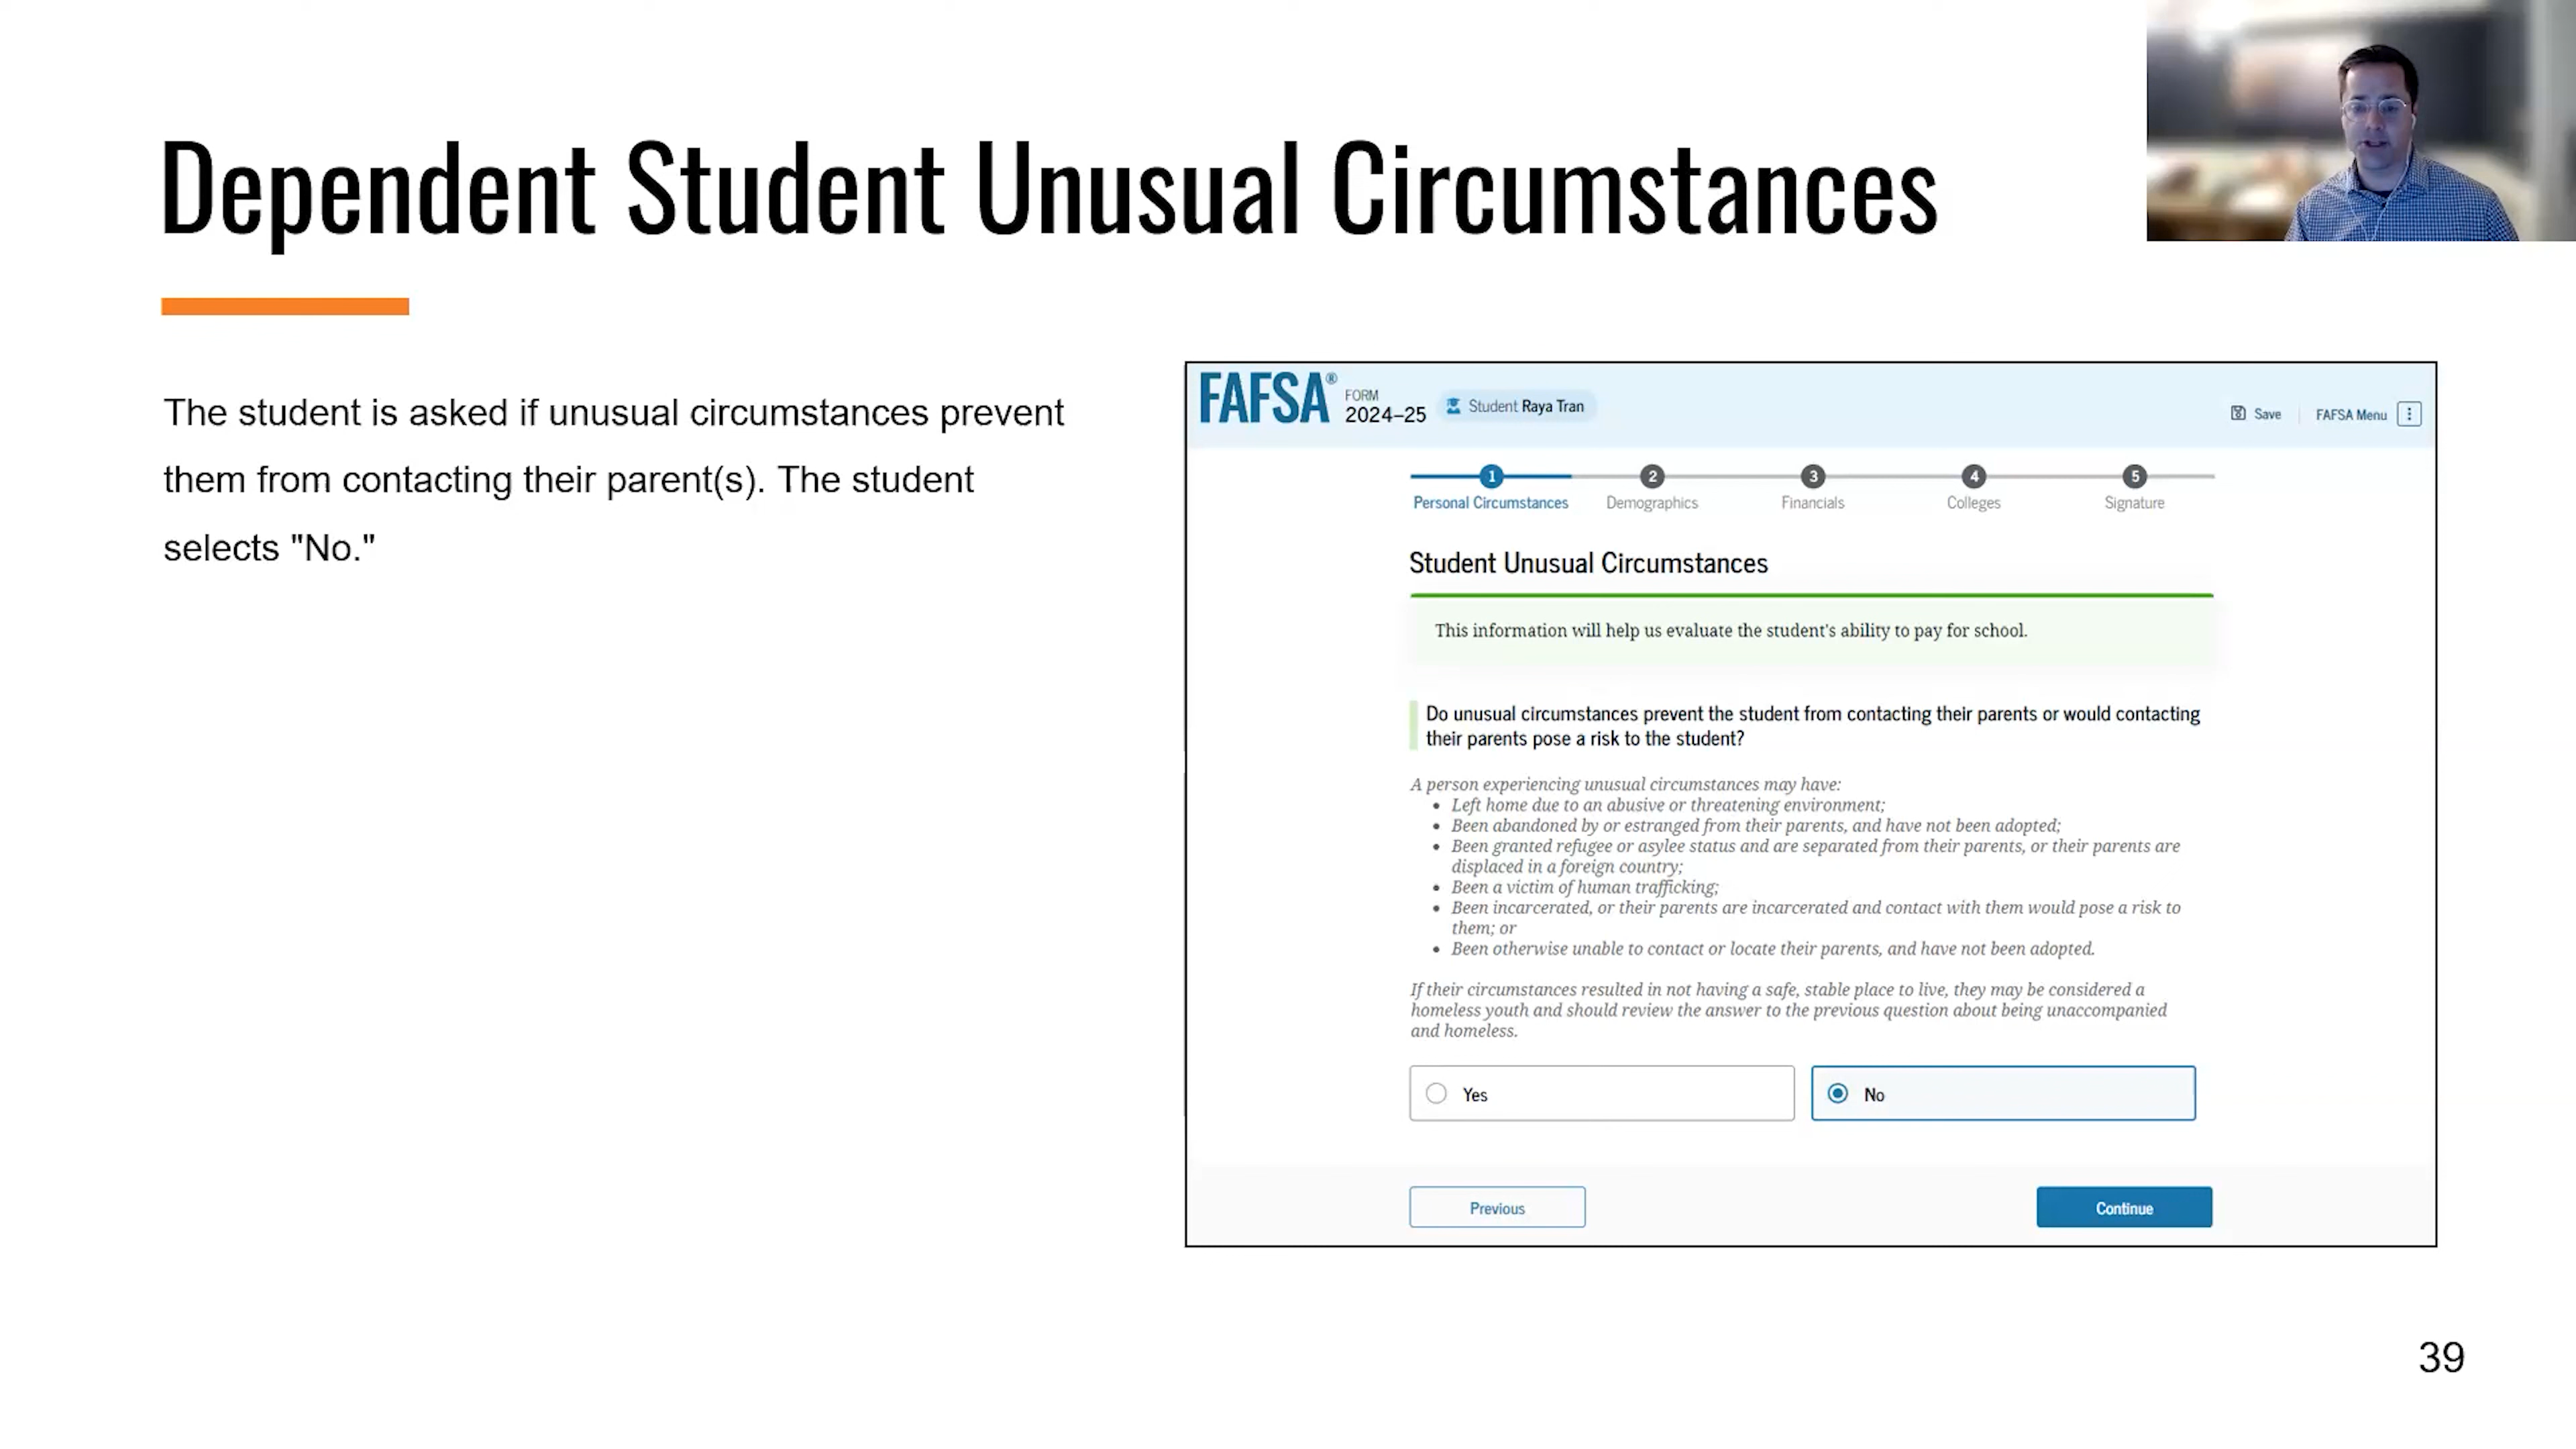 Dependent Student Unusual Circumstances
The student is asked if unusual circumstances prevent
them from contacting their parent(s). The student
selects "No."
FAFSA® FORM 2024–25
Student Raya Tran
Save
FAFSA Menu
1 2 3 4 5
Personal Circumstances Demographics Financials Colleges Signature
Student Unusual Circumstances
This information will help us evaluate the student's ability to pay for school.
Do unusual circumstances prevent the student from contacting their parents or would contacting
their parents pose a risk to the student?
A person experiencing unusual circumstances may have:
• Left home due to an abusive or threatening environment;
• Been abandoned by or estranged from their parents, and have not been adopted;
• Been granted refugee or asylee status and are separated from their parents, or their parents are
displaced in a foreign country;
• Been a victim of human trafficking;
• Been incarcerated, or their parents are incarcerated and contact with them would pose a risk to
them; or
• Been otherwise unable to contact or locate their parents, and have not been adopted.
If their circumstances resulted in not having a safe, stable place to live, they may be considered a
homeless youth and should review the answer to the previous question about being unaccompanied
and homeless.
Yes
No
Previous
Continue
39